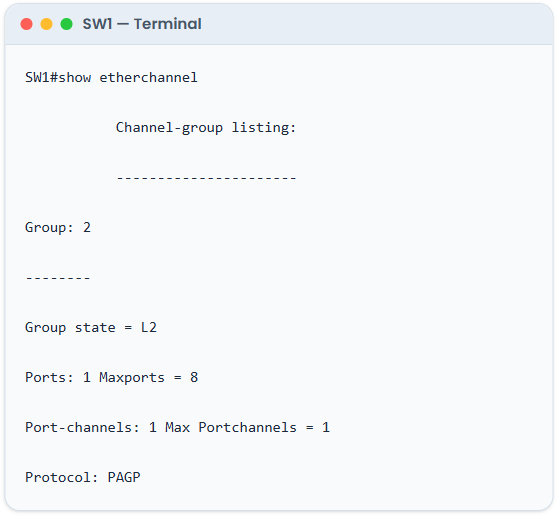 SW1 — Terminal
SW1#show etherchannel
Channel-group listing:
----------------------
Group: 2
--------
Group state = L2
Ports: 1 Maxports = 8
Port-channels: 1 Max Portchannels = 1
Protocol: PAGP